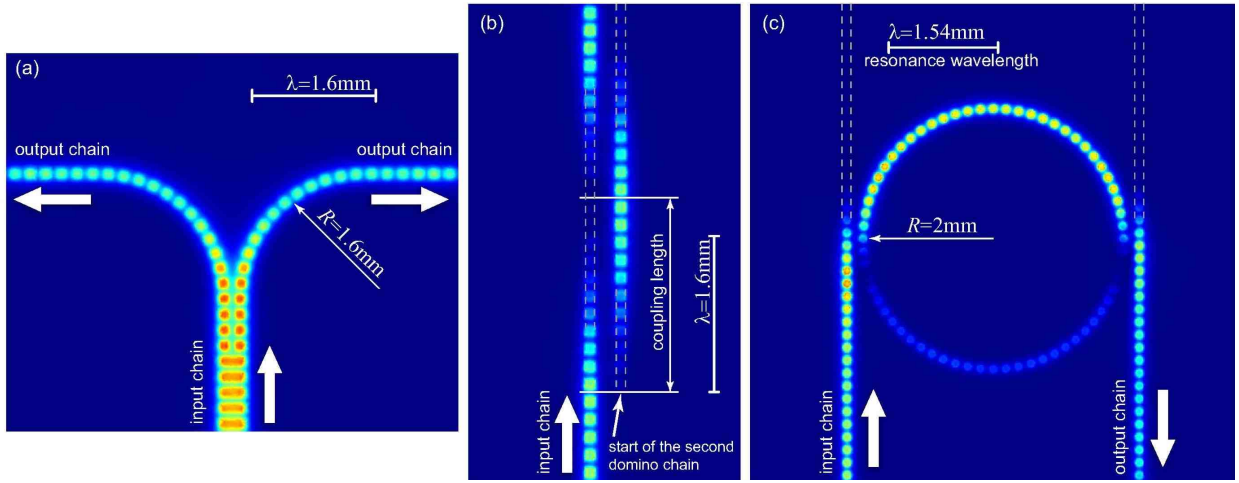 (a)
λ=1.6mm
output chain
output chain
R=1.6mm
input chain
(b)
coupling length
λ=1.6mm
input chain
start of the second
domino chain
(c)
λ=1.54mm
resonance wavelength
R=2mm
input chain
output chain